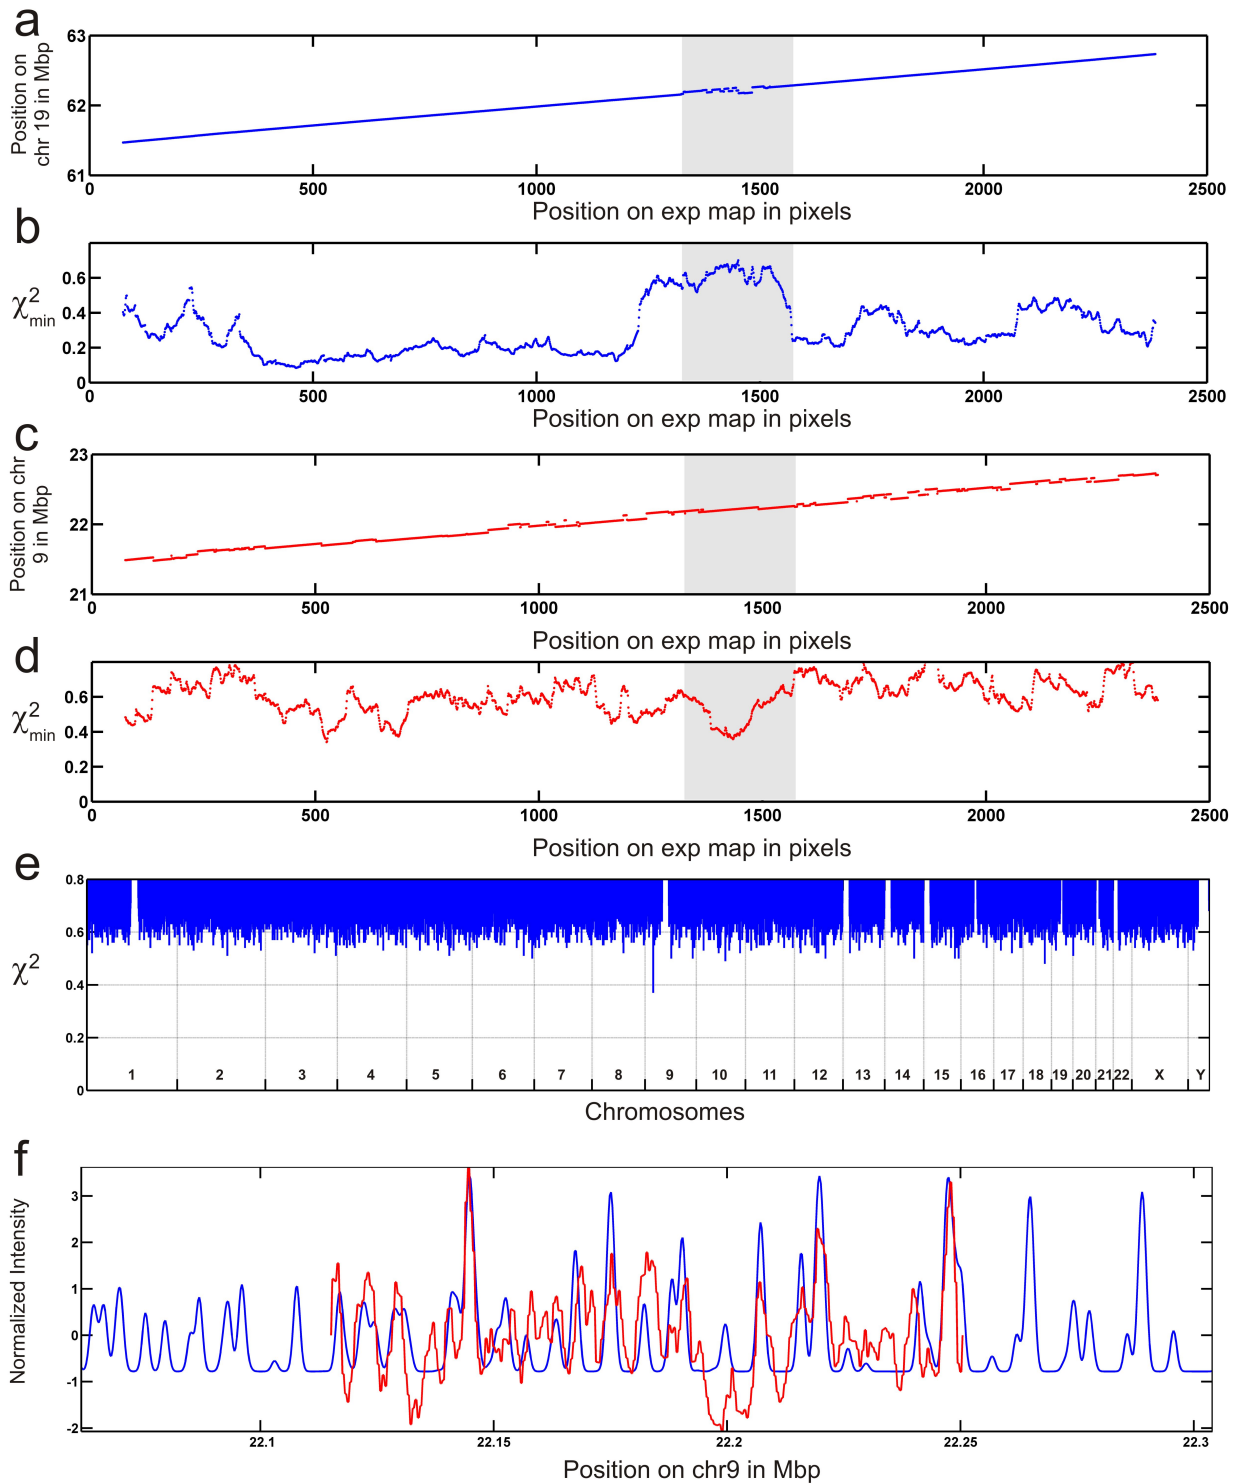 a
63
62
61
Position on
chr 19 in Mbp
0 500 1000 1500 2000 2500
Position on exp map in pixels
b
0.6
0.4
0.2
0
χ²min
0 500 1000 1500 2000 2500
Position on exp map in pixels
c
23
22
21
Position on chr
9 in Mbp
0 500 1000 1500 2000 2500
Position on exp map in pixels
d
0.6
0.4
0.2
0
χ²min
0 500 1000 1500 2000 2500
Position on exp map in pixels
e
0.8
0.6
0.4
0.2
0
χ²
1 2 3 4 5 6 7 8 9 10 11 12 13 14 15 16 17 18 19 20 21 22 X Y
Chromosomes
f
3
2
1
0
-1
-2
Normalized Intensity
22.1 22.15 22.2 22.25 22.3
Position on chr9 in Mbp